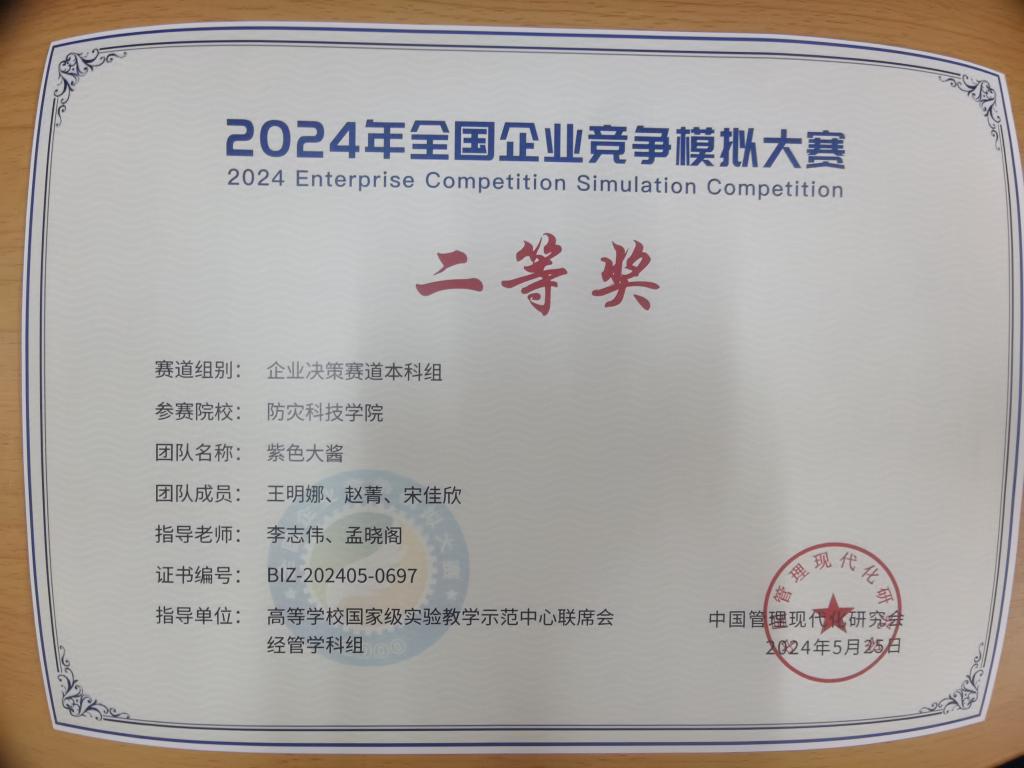 2024年全国企业竞争模拟大赛
2024 Enterprise Competition Simulation Competition
二等奖
赛道组别： 企业决策赛道本科组
参赛院校： 防灾科技学院
团队名称： 紫色大酱
团队成员： 王明娜、赵菁、宋佳欣
指导老师： 李志伟、孟晓阁
证书编号： BIZ-202405-0697
指导单位： 高等学校国家级实验教学示范中心联席会
经管学科组
中国管理现代化研究会
2024年5月25日